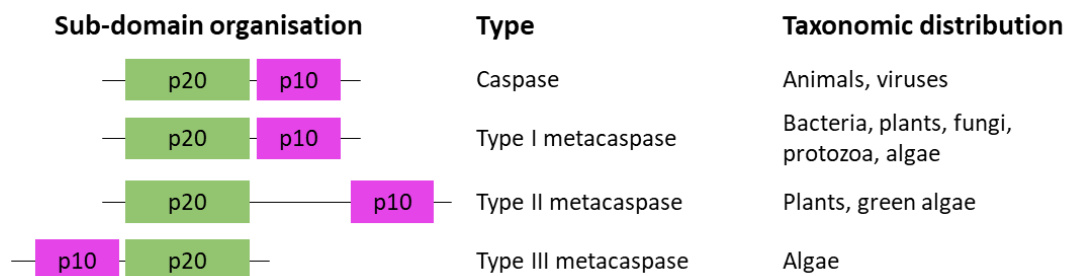 Sub-domain organisation Type Taxonomic distribution
p20 p10 Caspase Animals, viruses
p20 p10 Type I metacaspase Bacteria, plants, fungi,
protozoa, algae
p20 p10 Type II metacaspase Plants, green algae
p10 p20 Type III metacaspase Algae